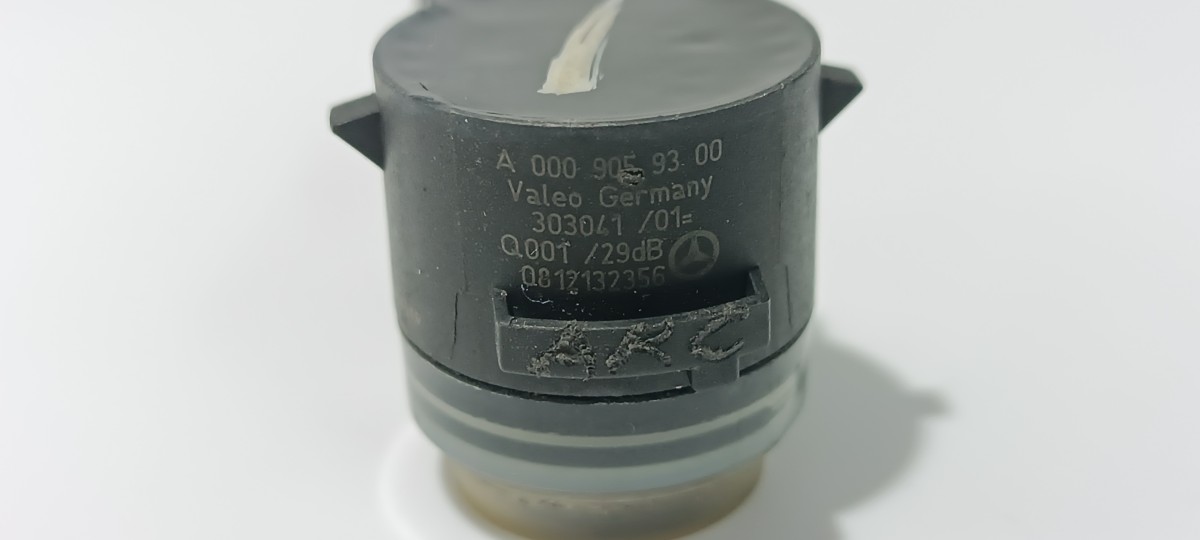 A 000 905 93 00
Valeo Germany
303041 /01=
Q001 /29dB
0812132356
ARC